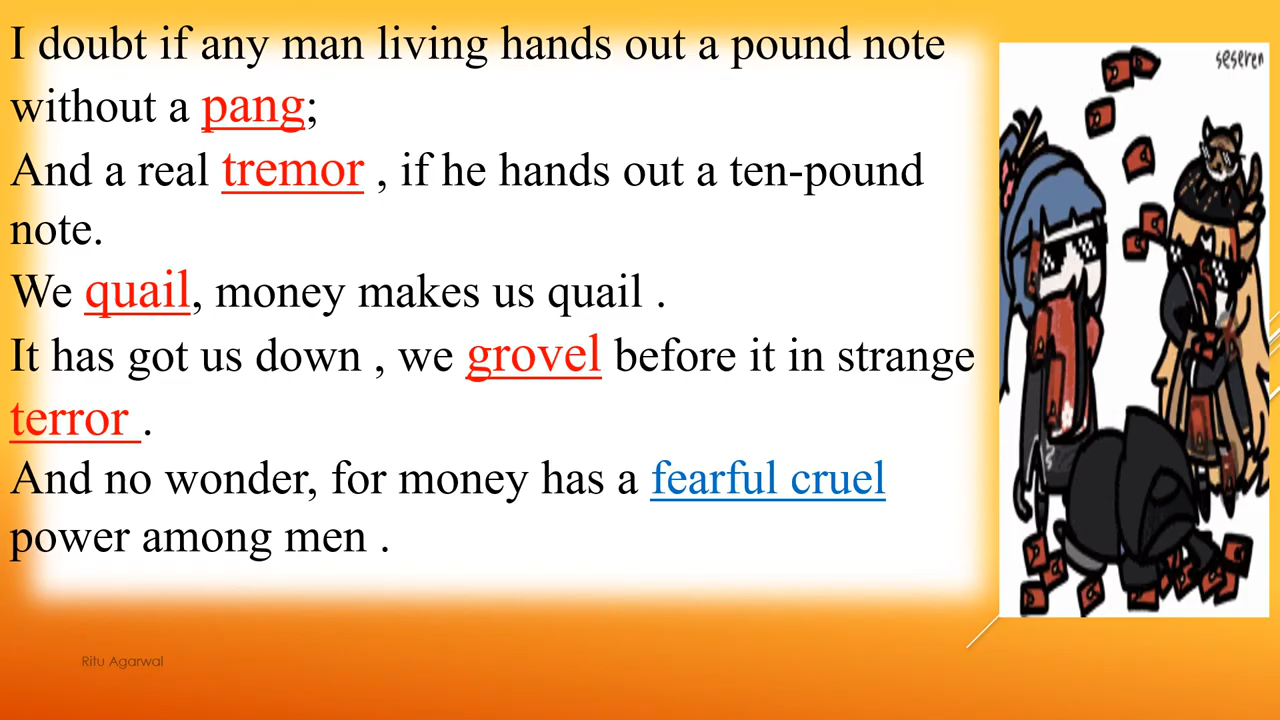 I doubt if any man living hands out a pound note
without a pang;
And a real tremor , if he hands out a ten-pound
note.
We quail, money makes us quail .
It has got us down , we grovel before it in strange
terror .
And no wonder, for money has a fearful cruel
power among men .
seseren
Ritu Agarwal